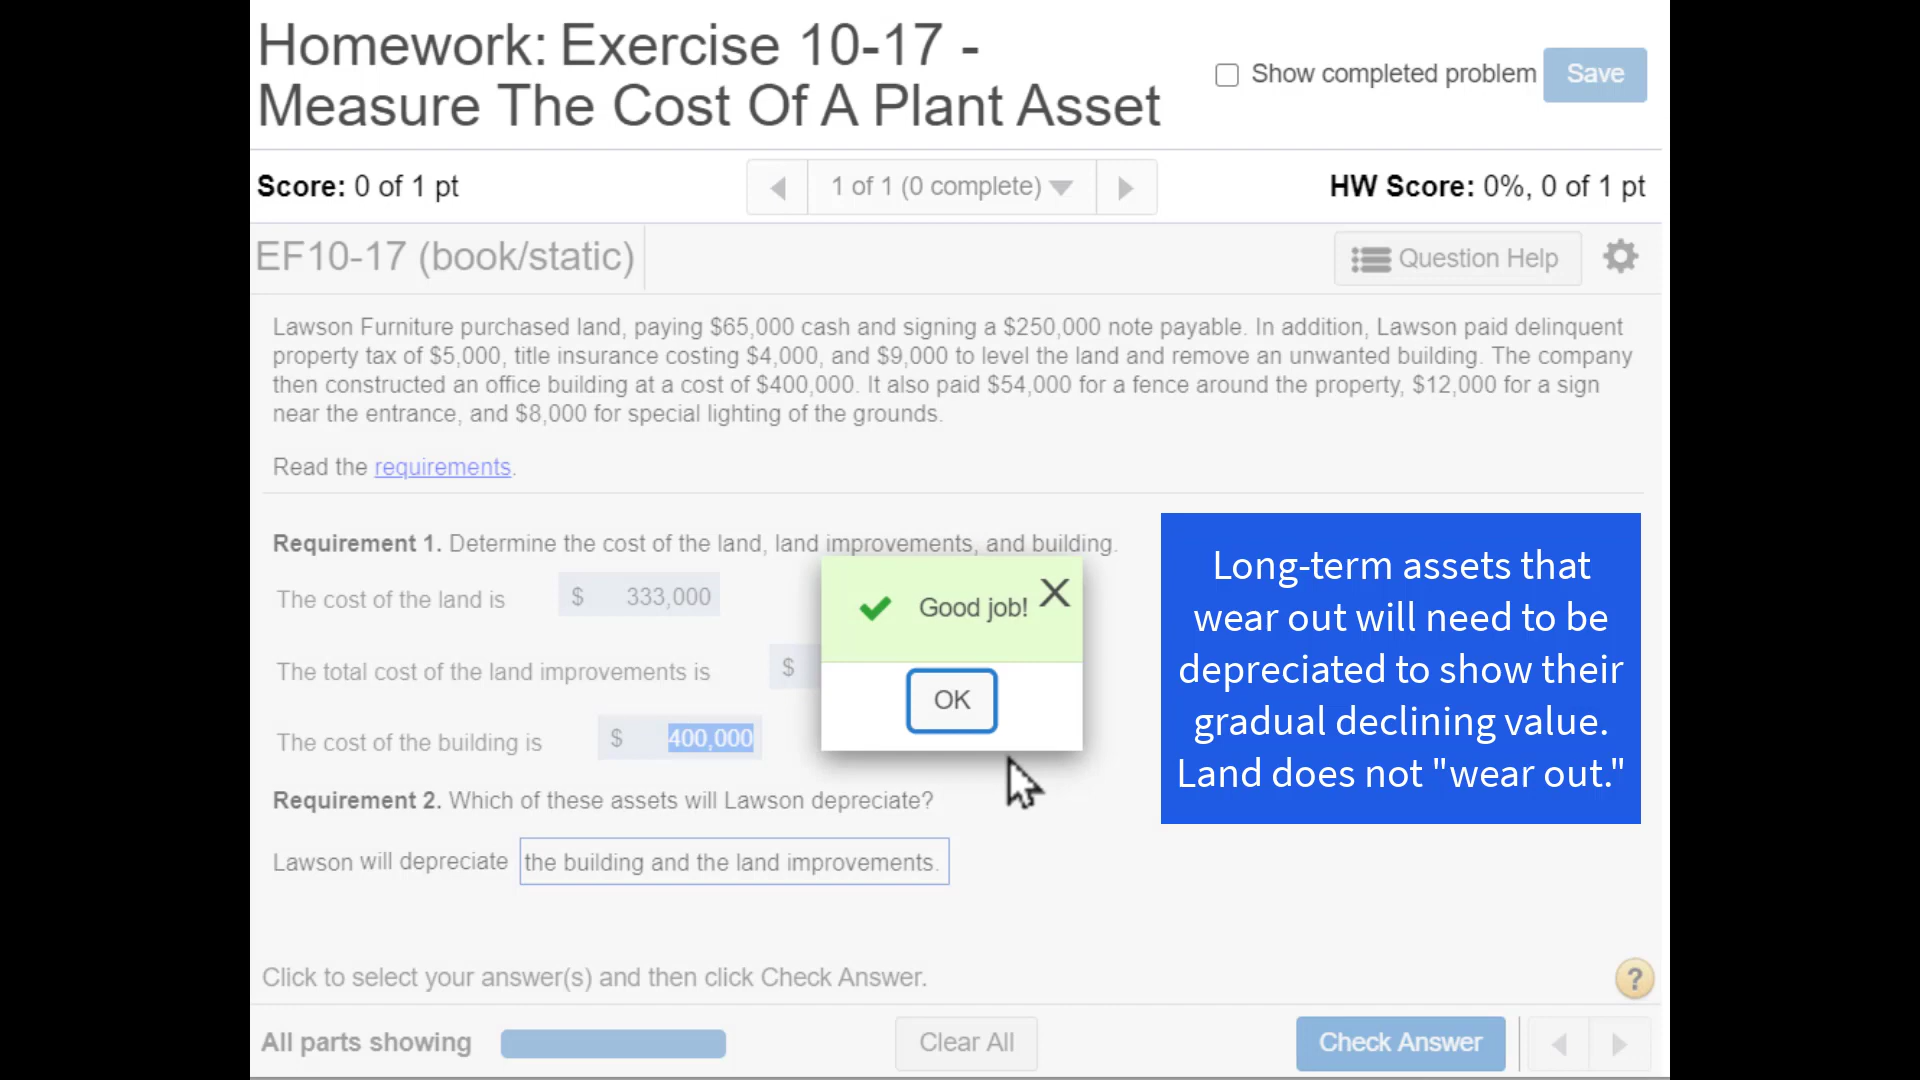 Homework: Exercise 10-17 -
Measure The Cost Of A Plant Asset
Show completed problem
Save
Score: 0 of 1 pt
1 of 1 (0 complete)
HW Score: 0%, 0 of 1 pt
EF10-17 (book/static)
Question Help
Lawson Furniture purchased land, paying $65,000 cash and signing a $250,000 note payable. In addition, Lawson paid delinquent
property tax of $5,000, title insurance costing $4,000, and $9,000 to level the land and remove an unwanted building. The company
then constructed an office building at a cost of $400,000. It also paid $54,000 for a fence around the property, $12,000 for a sign
near the entrance, and $8,000 for special lighting of the grounds.
Read the requirements.
Requirement 1. Determine the cost of the land, land improvements, and building.
The cost of the land is $ 333,000
The total cost of the land improvements is $
The cost of the building is $ 400,000
Good job!
OK
Long-term assets that
wear out will need to be
depreciated to show their
gradual declining value.
Land does not "wear out."
Requirement 2. Which of these assets will Lawson depreciate?
Lawson will depreciate the building and the land improvements.
Click to select your answer(s) and then click Check Answer.
?
All parts showing
Clear All
Check Answer